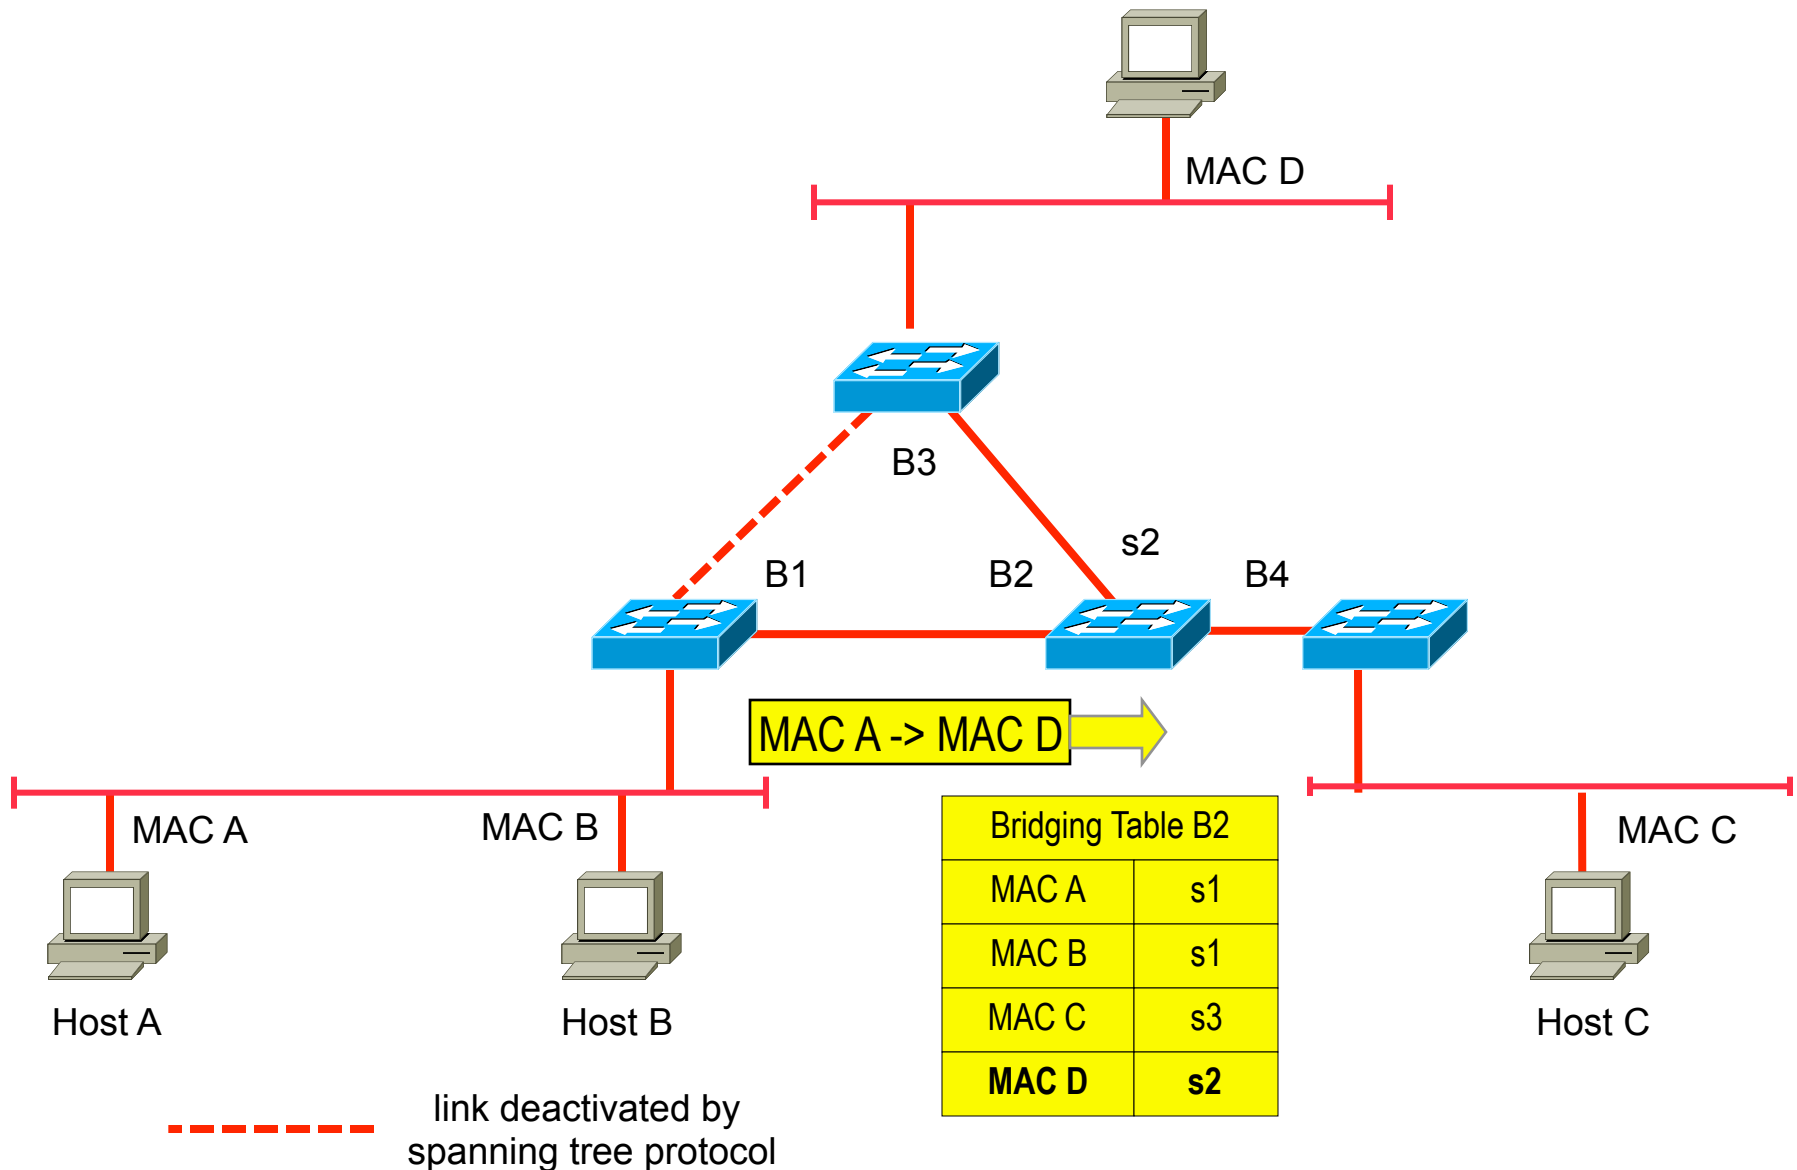 MAC D
B3
s2
B1
B2
B4
MAC A -> MAC D
MAC A
MAC B
MAC C
Bridging Table B2
MAC A s1
MAC B s1
MAC C s3
MAC D s2
Host A
Host B
Host C
link deactivated by
spanning tree protocol